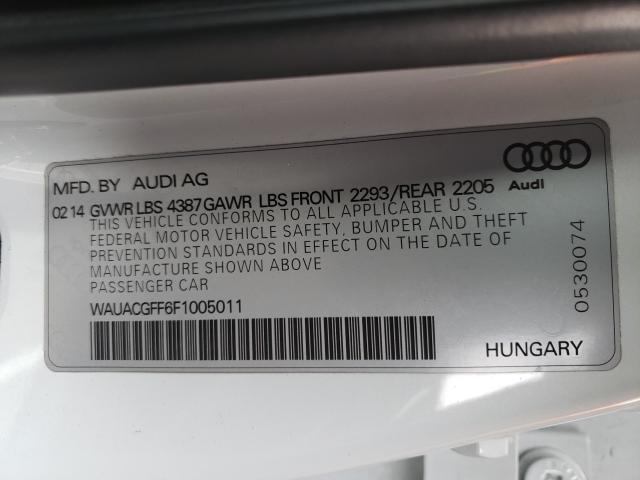 MFD. BY AUDI AG
0214 GVWR LBS 4387 GAWR LBS FRONT 2293/REAR 2205
THIS VEHICLE CONFORMS TO ALL APPLICABLE U.S.
FEDERAL MOTOR VEHICLE SAFETY, BUMPER AND THEFT
PREVENTION STANDARDS IN EFFECT ON THE DATE OF
MANUFACTURE SHOWN ABOVE
PASSENGER CAR
WAUACGFF6F1005011
HUNGARY
Audi
0530074